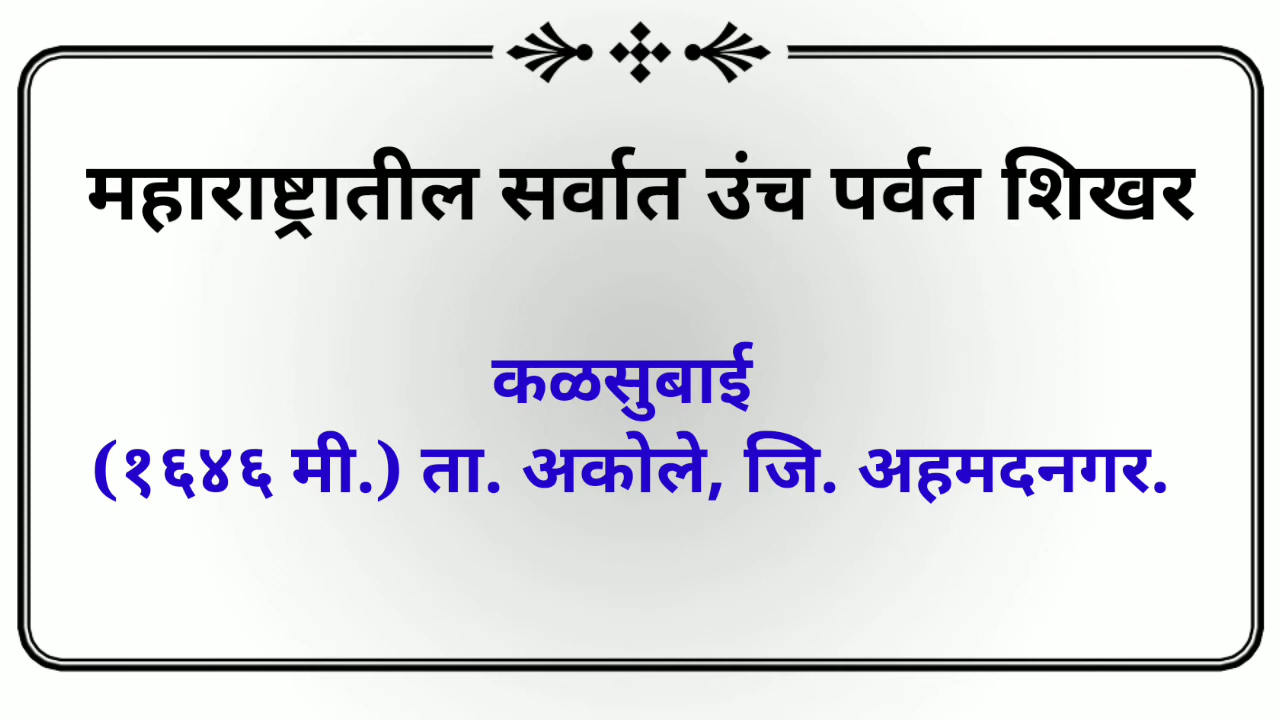 महाराष्ट्रातील सर्वात उंच पर्वत शिखर
कळसुबाई
(१६४६ मी.) ता. अकोले, जि. अहमदनगर.